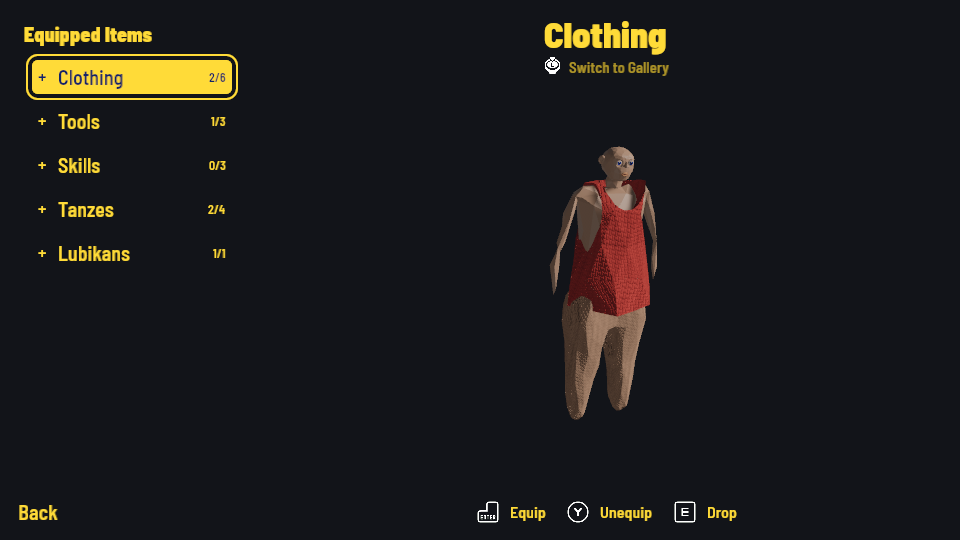 Equipped Items
+ Clothing 2/6
+ Tools 1/3
+ Skills 0/3
+ Tanzes 2/4
+ Lubikans 1/1
Clothing
L Switch to Gallery
Back
ENTER Equip Y Unequip E Drop